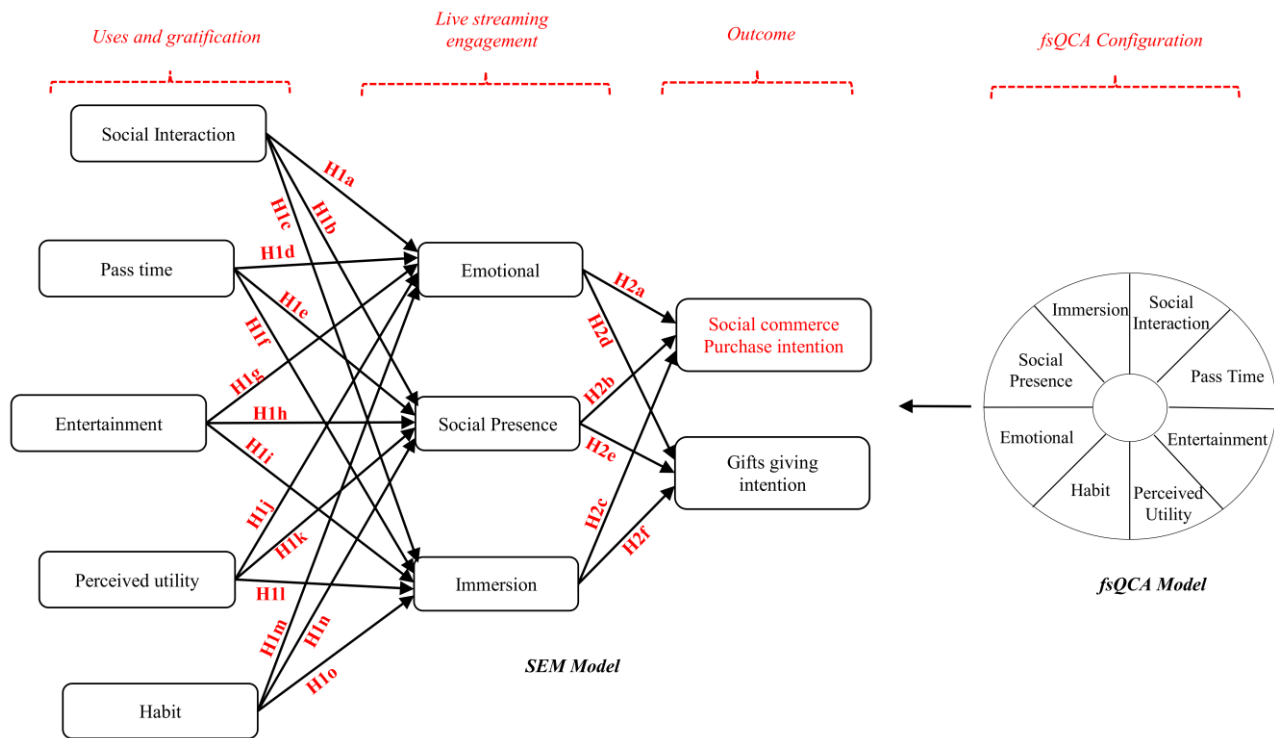 Uses and gratification
Live streaming
engagement
Outcome
fsQCA Configuration
Social Interaction
Pass time
Entertainment
Perceived utility
Habit
H1a
H1b
H1c
H1d
H1e
H1f
H1g
H1h
H1i
H1j
H1k
H1l
H1m
H1n
H1o
Emotional
Social Presence
Immersion
H2a
H2d
H2b
H2e
H2c
H2f
Social commerce
Purchase intention
Gifts giving
intention
SEM Model
Immersion
Social
Interaction
Social
Presence
Pass Time
Emotional
Entertainment
Habit
Perceived
Utility
fsQCA Model